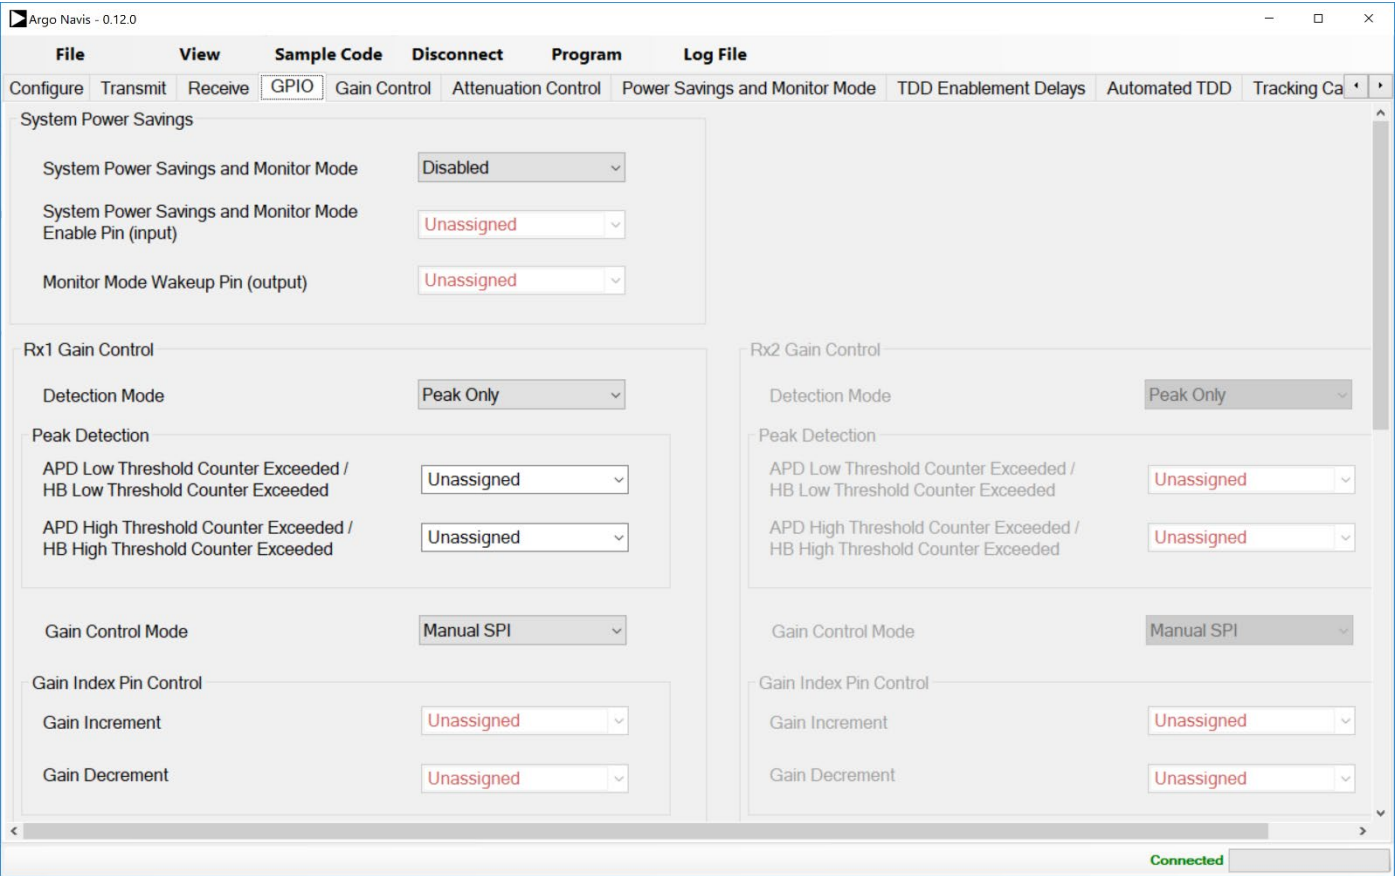 Argo Navis - 0.12.0
File View Sample Code Disconnect Program Log File
Configure Transmit Receive GPIO Gain Control Attenuation Control Power Savings and Monitor Mode TDD Enablement Delays Automated TDD Tracking Ca
System Power Savings
System Power Savings and Monitor Mode Disabled
System Power Savings and Monitor Mode
Enable Pin (input) Unassigned
Monitor Mode Wakeup Pin (output) Unassigned
Rx1 Gain Control
Detection Mode Peak Only
Peak Detection
APD Low Threshold Counter Exceeded /
HB Low Threshold Counter Exceeded Unassigned
APD High Threshold Counter Exceeded /
HB High Threshold Counter Exceeded Unassigned
Gain Control Mode Manual SPI
Gain Index Pin Control
Gain Increment Unassigned
Gain Decrement Unassigned
Rx2 Gain Control
Detection Mode Peak Only
Peak Detection
APD Low Threshold Counter Exceeded /
HB Low Threshold Counter Exceeded Unassigned
APD High Threshold Counter Exceeded /
HB High Threshold Counter Exceeded Unassigned
Gain Control Mode Manual SPI
Gain Index Pin Control
Gain Increment Unassigned
Gain Decrement Unassigned
Connected